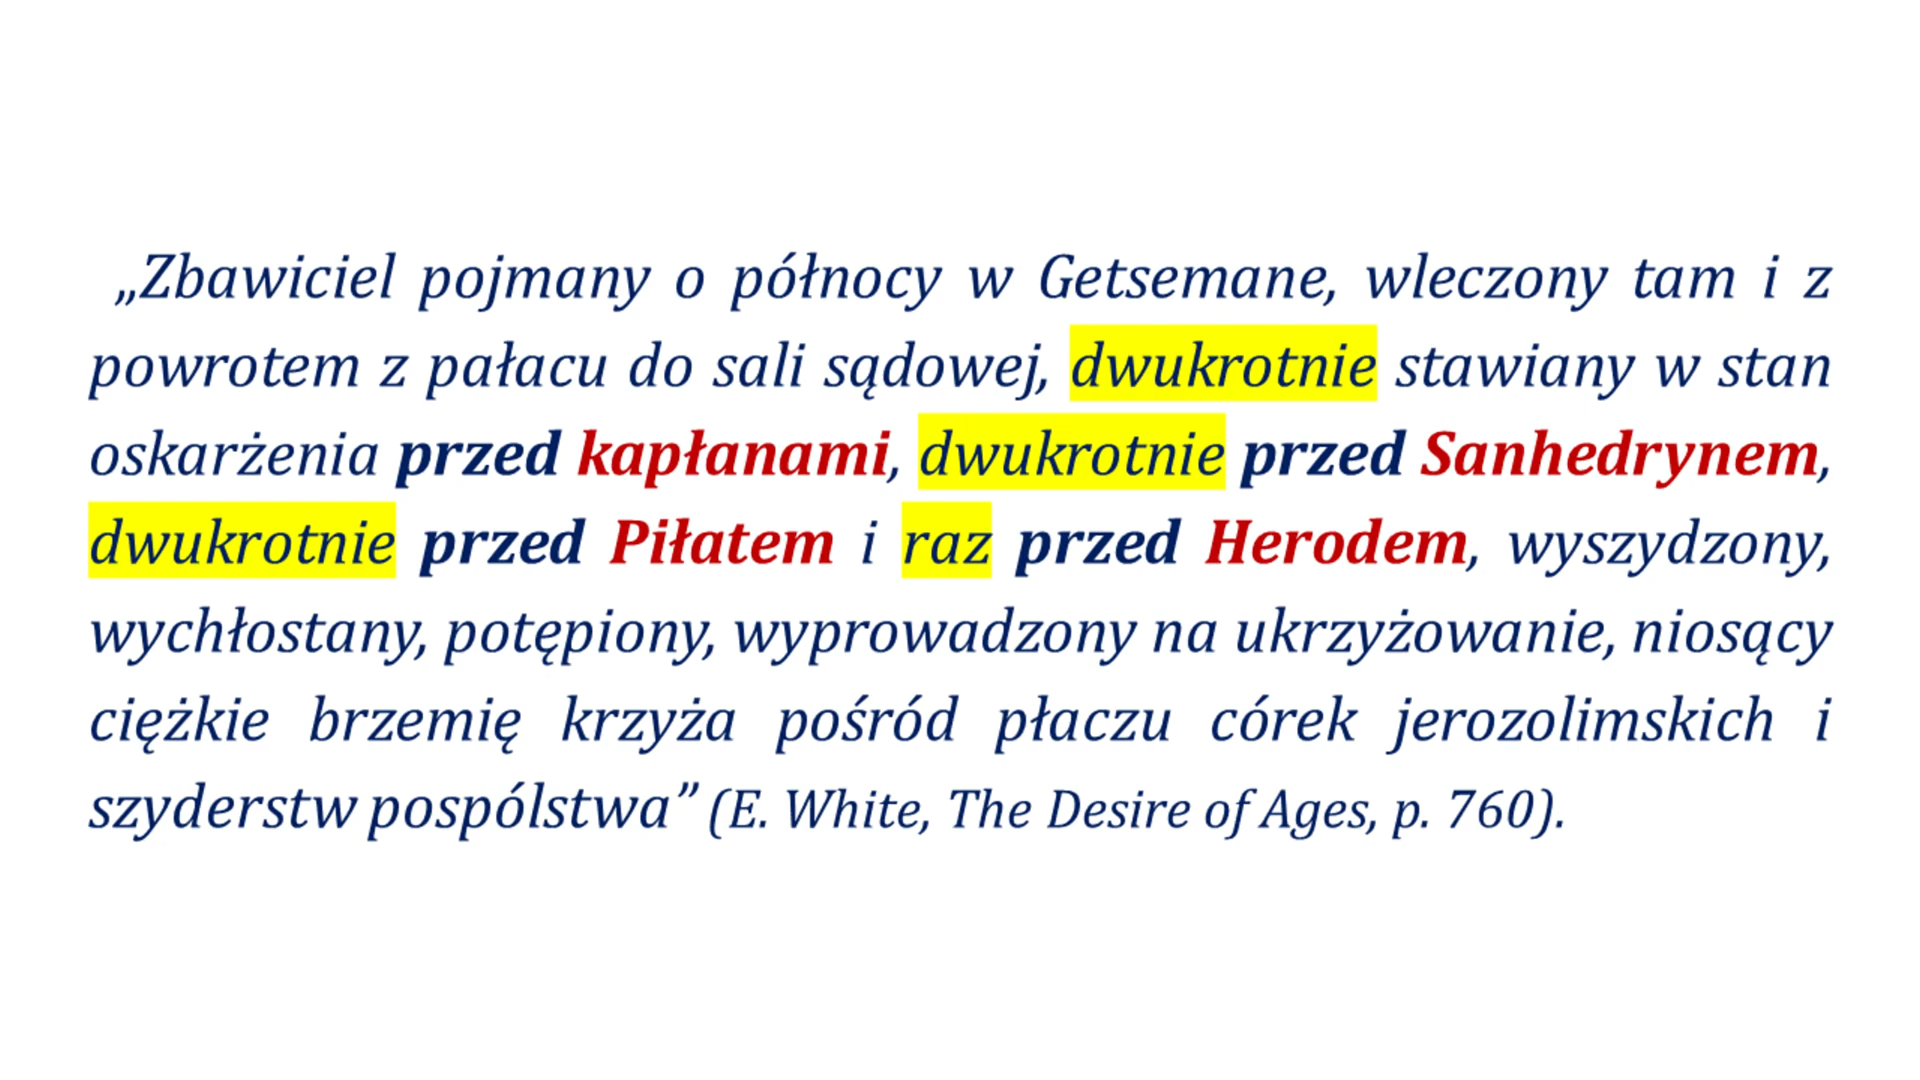 „Zbawiciel pojmany o północy w Getsemane, wleczony tam i z
powrotem z pałacu do sali sądowej, dwukrotnie stawiany w stan
oskarżenia przed kapłanami, dwukrotnie przed Sanhedrynem,
dwukrotnie przed Piłatem i raz przed Herodem, wyszydzony,
wychłostany, potępiony, wyprowadzony na ukrzyżowanie, niosący
ciężkie brzemię krzyża pośród płaczu córek jerozolimskich i
szyderstw pospólstwa” (E. White, The Desire of Ages, p. 760).